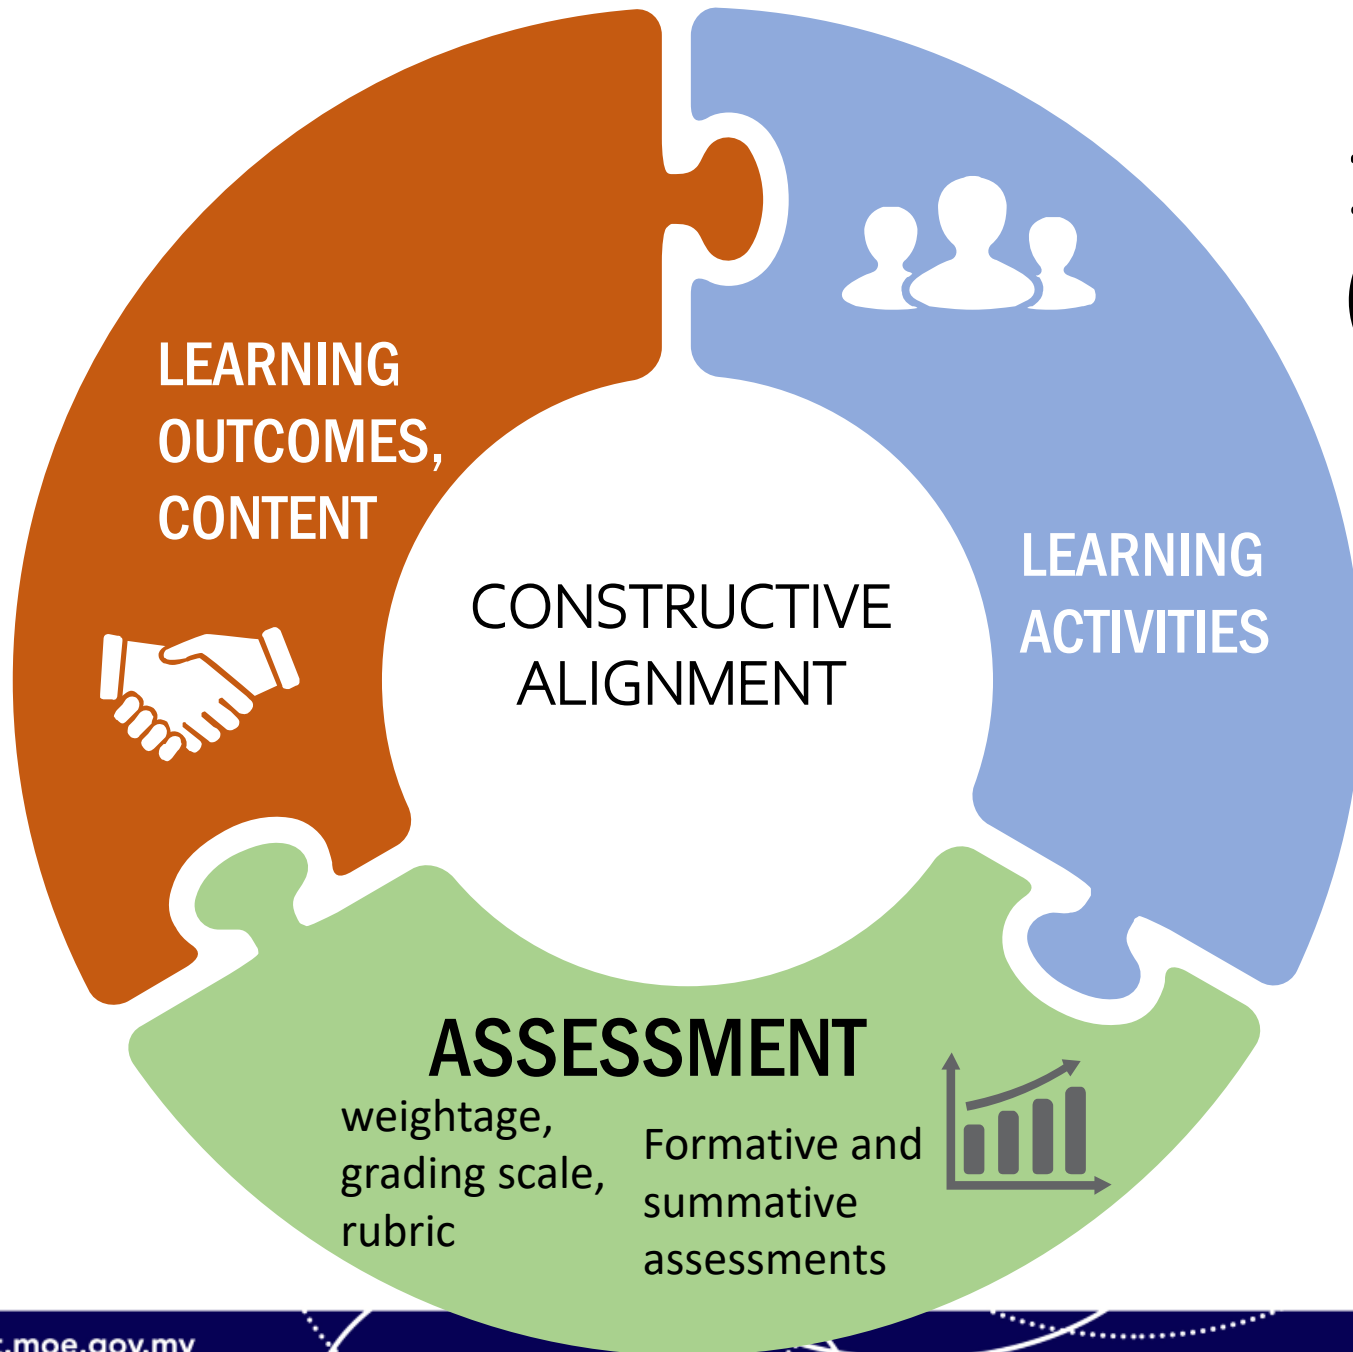 LEARNING
OUTCOMES,
CONTENT
LEARNING
ACTIVITIES
CONSTRUCTIVE
ALIGNMENT
ASSESSMENT
weightage,
grading scale,
rubric
Formative and
summative
assessments
.moe.gov.my